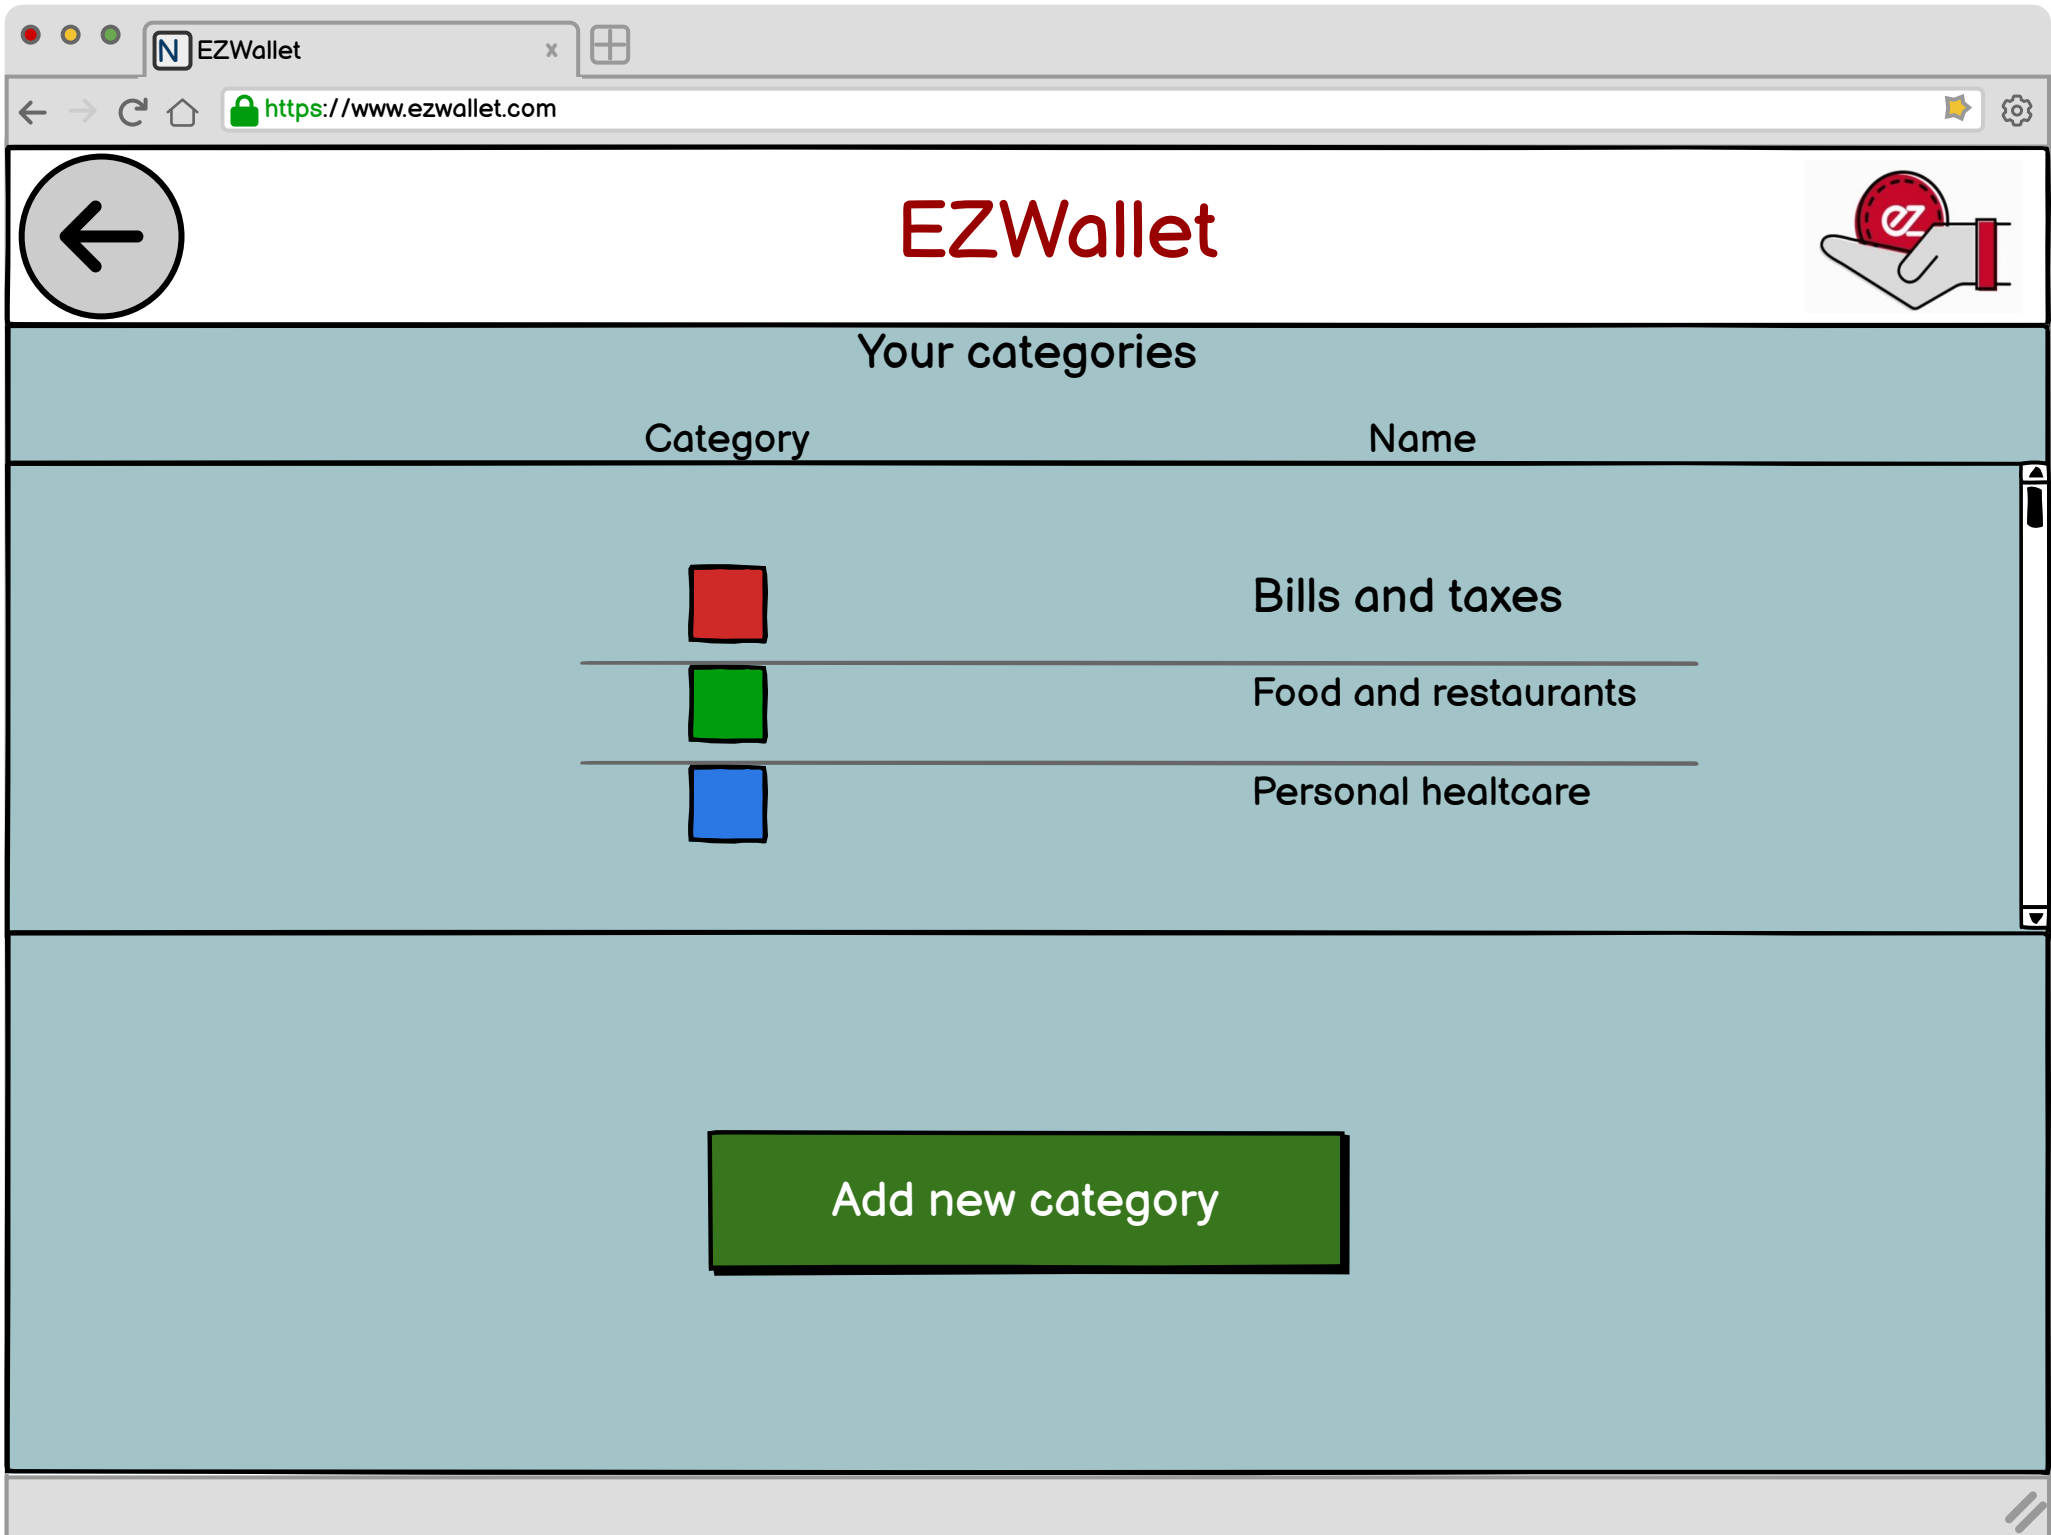 N EZWallet x
https://www.ezwallet.com
EZWallet
ez
Your categories
Category Name
Bills and taxes
Food and restaurants
Personal healtcare
Add new category